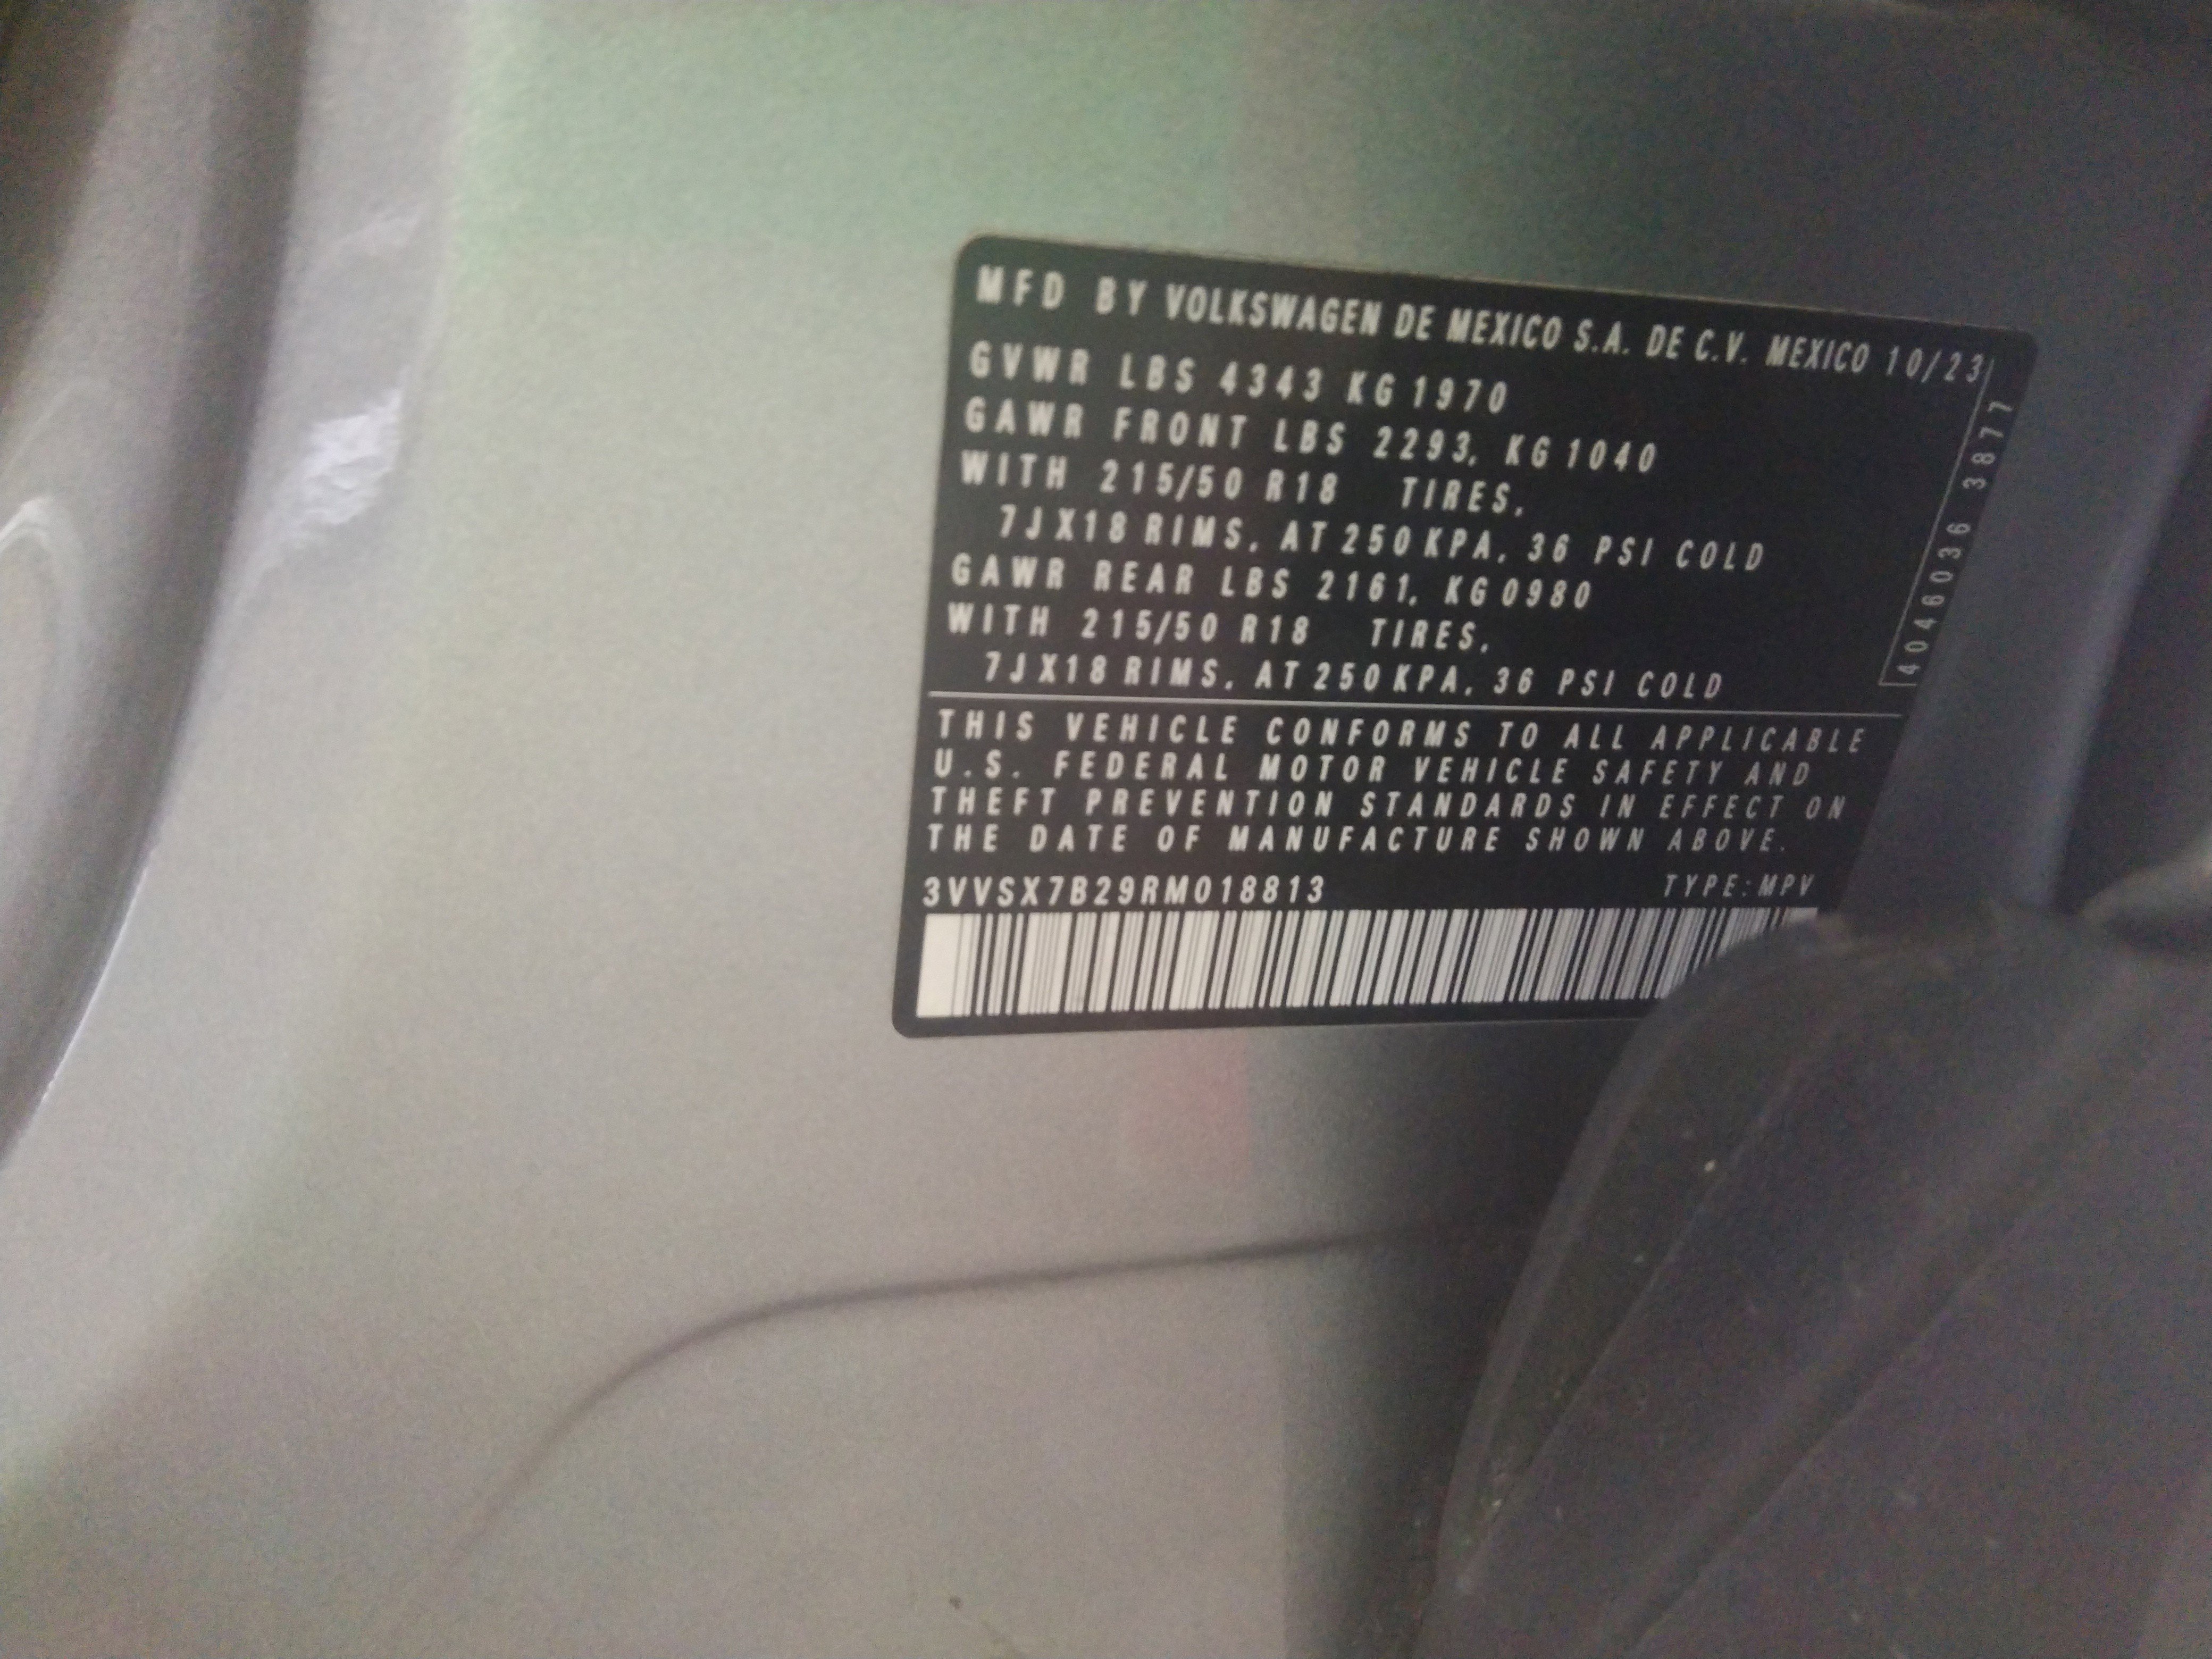 MFD BY VOLKSWAGEN DE MEXICO S.A. DE C.V. MEXICO 10/23
GVWR LBS 4343 KG 1970
GAWR FRONT LBS 2293, KG 1040
WITH 215/50 R18 TIRES,
7JX18 RIMS, AT 250 KPA, 36 PSI COLD
GAWR REAR LBS 2161, KG 0980
WITH 215/50 R18 TIRES,
7JX18 RIMS, AT 250 KPA, 36 PSI COLD
4046036 3877
THIS VEHICLE CONFORMS TO ALL APPLICABLE
U.S. FEDERAL MOTOR VEHICLE SAFETY AND
THEFT PREVENTION STANDARDS IN EFFECT ON
THE DATE OF MANUFACTURE SHOWN ABOVE.
3VVSX7B29RM018813 TYPE:MPV